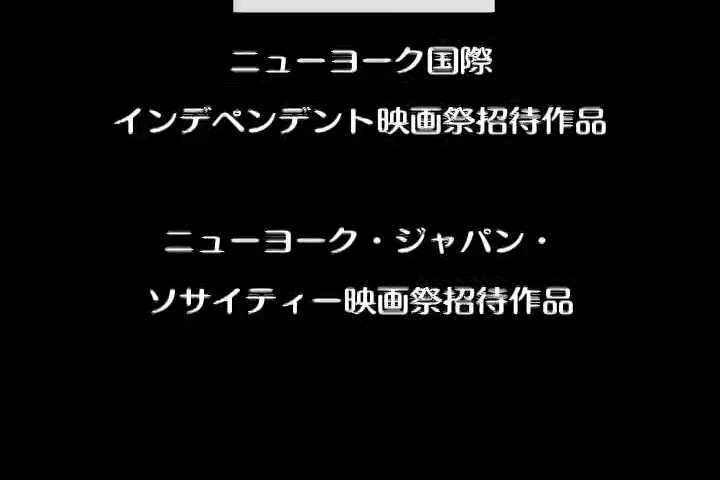 ニューヨーク国際
インデペンデント映画祭招待作品
ニューヨーク・ジャパン・
ソサイティー映画祭招待作品